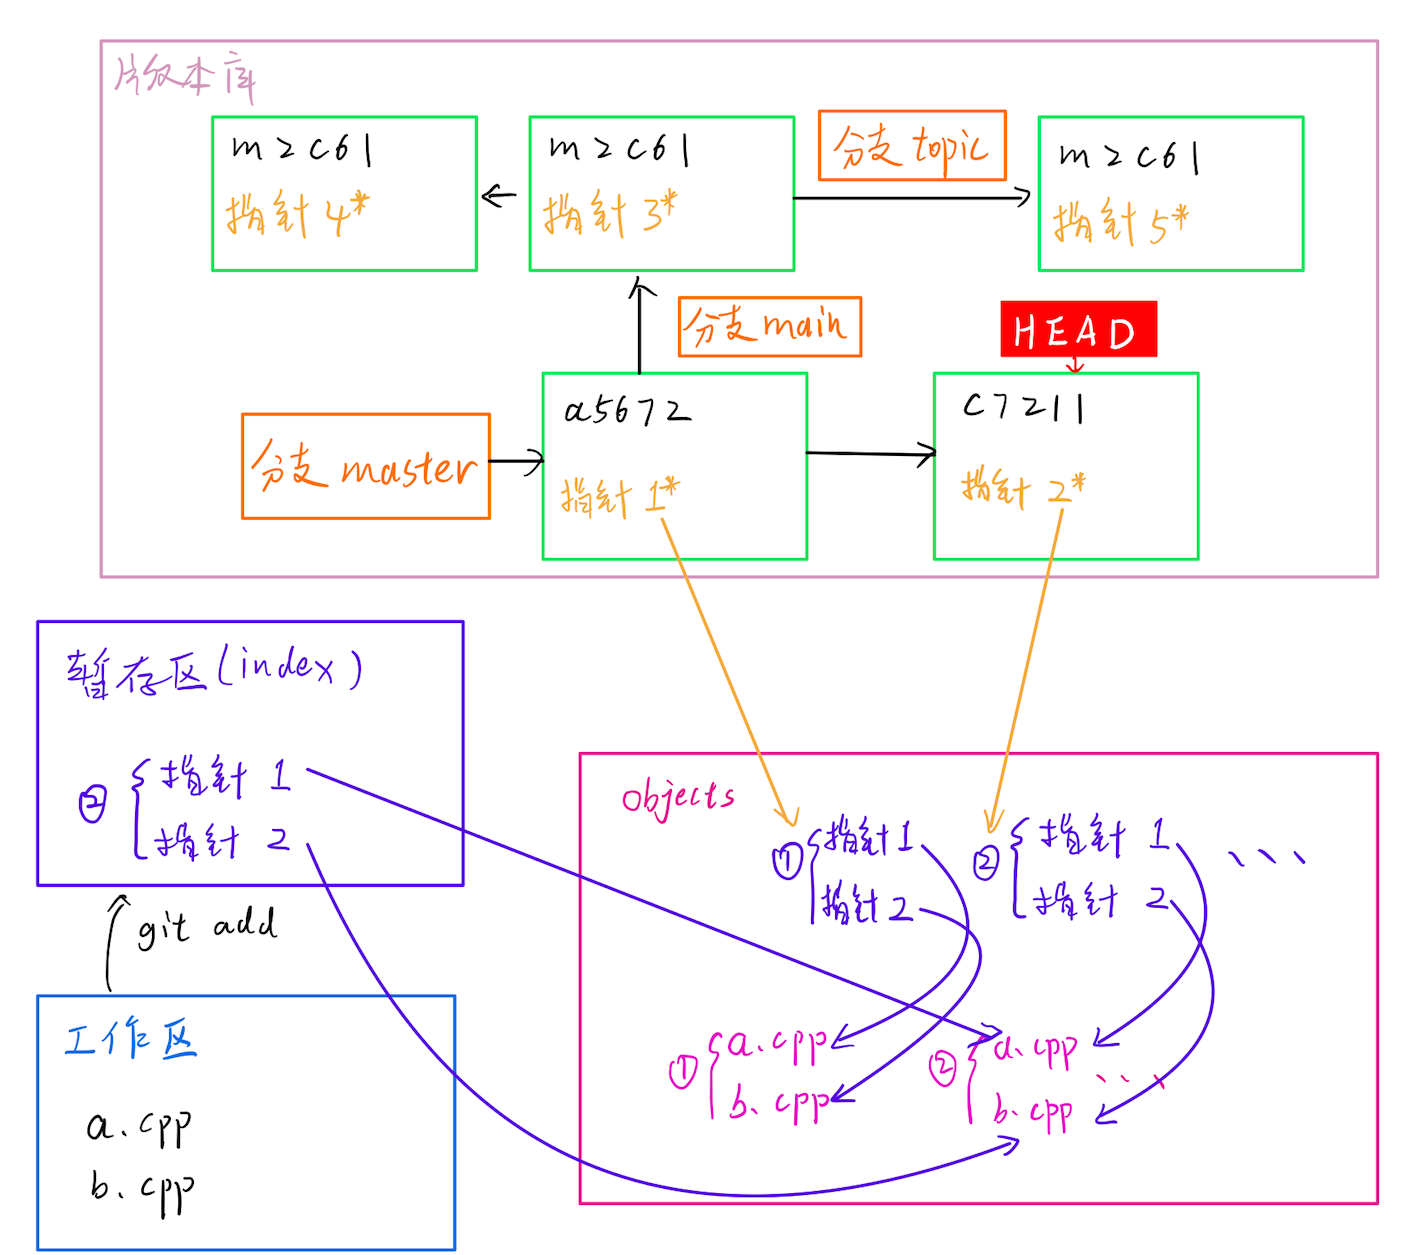 版本库
m2c61
指针 4*
m2c61
指针 3*
分支 topic
m2c61
指针 5*
分支 main
HEAD
分支 master
a5672
指针 1*
c7211
指针 2*
暂存区(index)
② 指针 1
指针 2
git add
工作区
a.cpp
b.cpp
objects
① 指针1
指针2
② 指针 1
指针 2
、、、
① a.cpp
b.cpp
② a.cpp
b.cpp
、、、